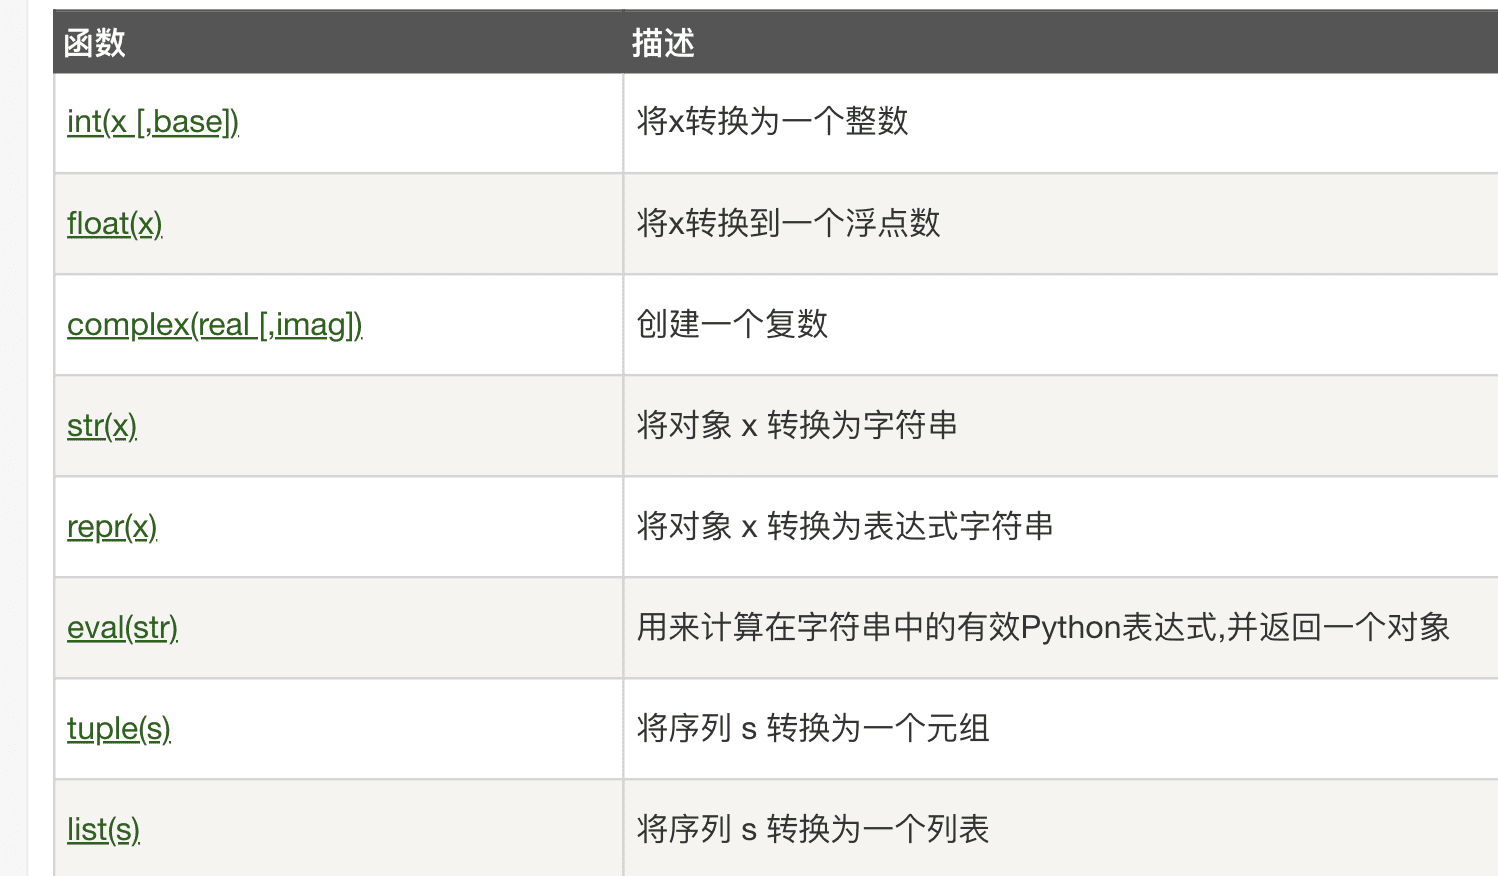 函数 描述
int(x [,base]) 将x转换为一个整数
float(x) 将x转换到一个浮点数
complex(real [,imag]) 创建一个复数
str(x) 将对象 x 转换为字符串
repr(x) 将对象 x 转换为表达式字符串
eval(str) 用来计算在字符串中的有效Python表达式,并返回一个对象
tuple(s) 将序列 s 转换为一个元组
list(s) 将序列 s 转换为一个列表